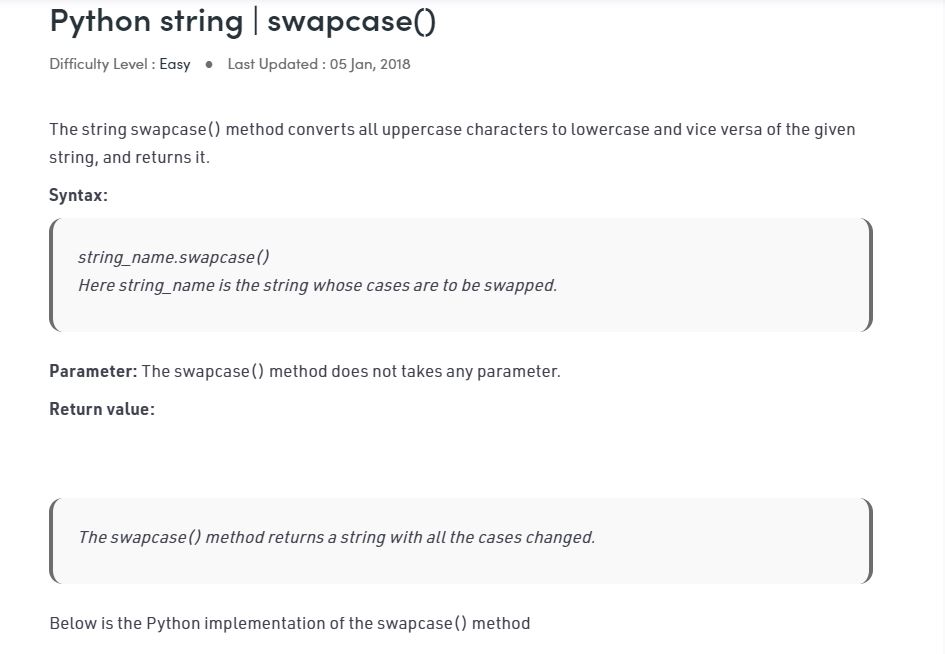 Python string | swapcase()
Difficulty Level : Easy ● Last Updated : 05 Jan, 2018
The string swapcase() method converts all uppercase characters to lowercase and vice versa of the given
string, and returns it.
Syntax:
string_name.swapcase()
Here string_name is the string whose cases are to be swapped.
Parameter: The swapcase() method does not takes any parameter.
Return value:
The swapcase() method returns a string with all the cases changed.
Below is the Python implementation of the swapcase() method